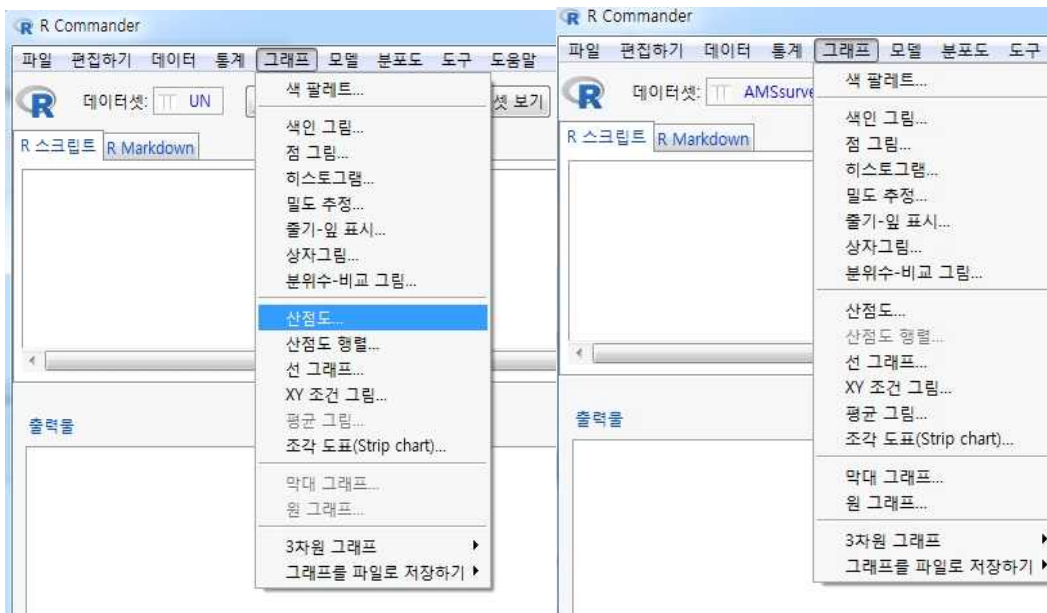 R Commander
파일 편집하기 데이터 통계 그래프 모델 분포도 도구 도움말
데이터셋: UN 셋 보기
R 스크립트 R Markdown
색 팔레트...
색인 그림...
점 그림...
히스토그램...
밀도 추정...
줄기-잎 표시...
상자그림...
분위수-비교 그림...
산점도...
산점도 행렬...
선 그래프...
XY 조건 그림...
평균 그림...
조각 도표(Strip chart)...
막대 그래프...
원 그래프...
3차원 그래프
그래프를 파일로 저장하기
출력물
R Commander
파일 편집하기 데이터 통계 그래프 모델 분포도 도구
데이터셋: AMSsurve
R 스크립트 R Markdown
색 팔레트...
색인 그림...
점 그림...
히스토그램...
밀도 추정...
줄기-잎 표시...
상자그림...
분위수-비교 그림...
산점도...
산점도 행렬...
선 그래프...
XY 조건 그림...
평균 그림...
조각 도표(Strip chart)...
막대 그래프...
원 그래프...
3차원 그래프
그래프를 파일로 저장하기
출력물